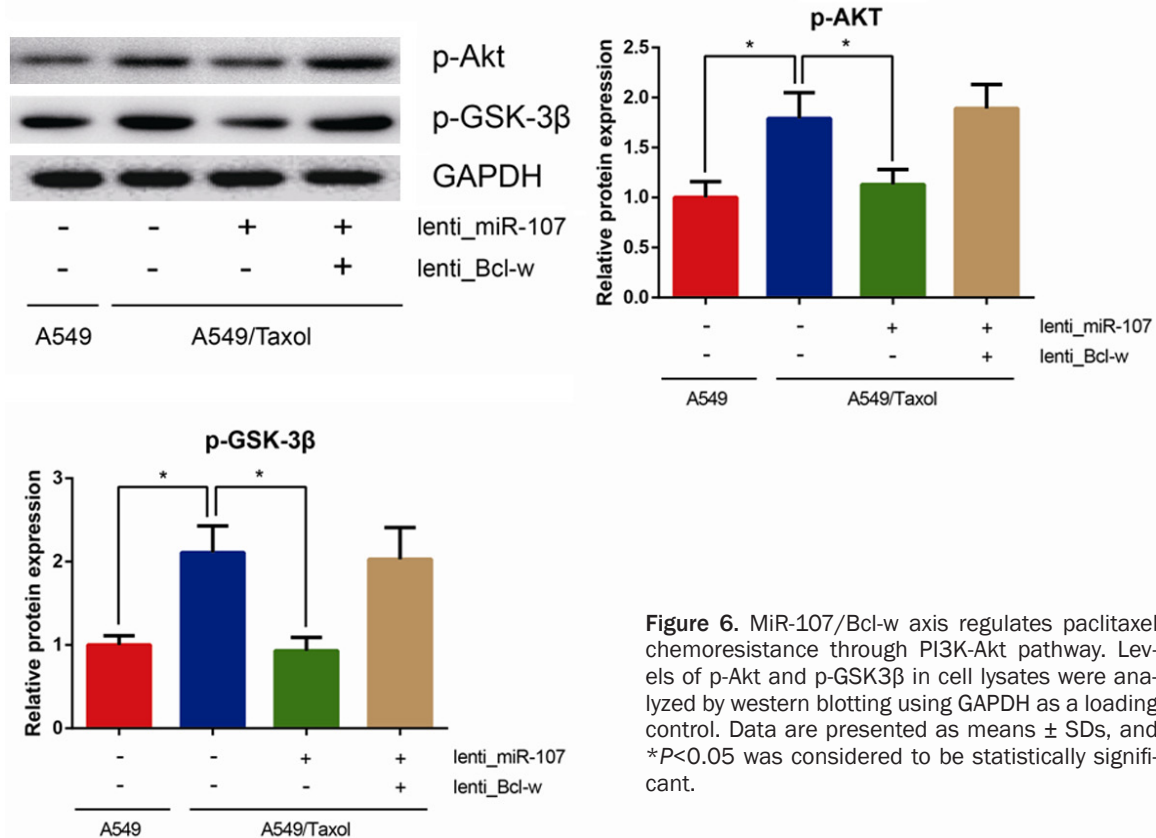 p-Akt
p-GSK-3β
GAPDH
- - + + lenti_miR-107
- - - + lenti_Bcl-w
A549 A549/Taxol
p-AKT
Relative protein expression
2.5
2.0
1.5
1.0
0.5
0.0
* *
- - + + lenti_miR-107
- - - + lenti_Bcl-w
A549 A549/Taxol
p-GSK-3β
Relative protein expression
3
2
1
0
* *
- - + + lenti_miR-107
- - - + lenti_Bcl-w
A549 A549/Taxol
Figure 6. MiR-107/Bcl-w axis regulates paclitaxel
chemoresistance through PI3K-Akt pathway. Lev-
els of p-Akt and p-GSK3β in cell lysates were ana-
lyzed by western blotting using GAPDH as a loading
control. Data are presented as means ± SDs, and
*P<0.05 was considered to be statistically signifi-
cant.